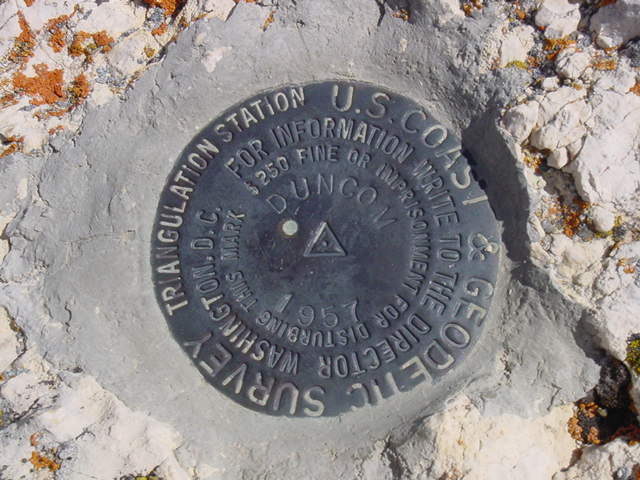 U.S. COAST & GEODETIC SURVEY
TRIANGULATION STATION
FOR INFORMATION WRITE TO THE DIRECTOR
WASHINGTON, D.C.
$250 FINE OR IMPRISONMENT FOR DISTURBING THIS MARK
DUNCOM
1957